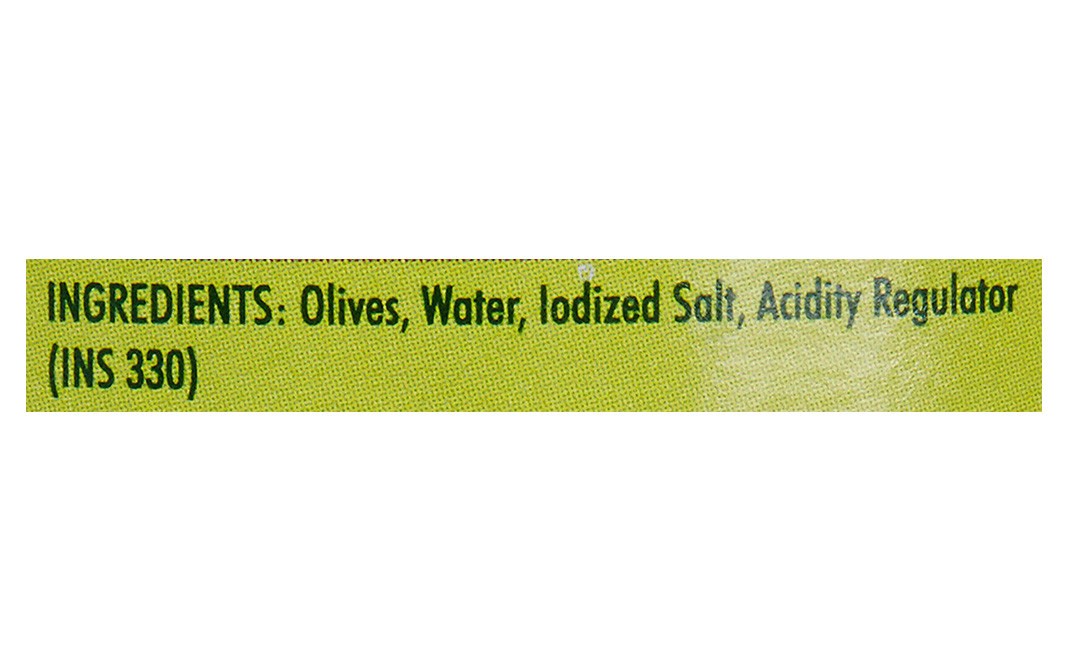 INGREDIENTS: Olives, Water, Iodized Salt, Acidity Regulator
(INS 330)